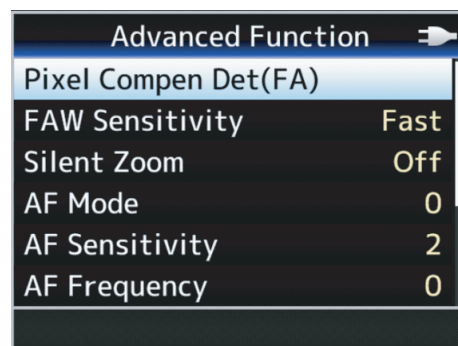 Advanced Function
Pixel Compen Det(FA)
FAW Sensitivity Fast
Silent Zoom Off
AF Mode 0
AF Sensitivity 2
AF Frequency 0